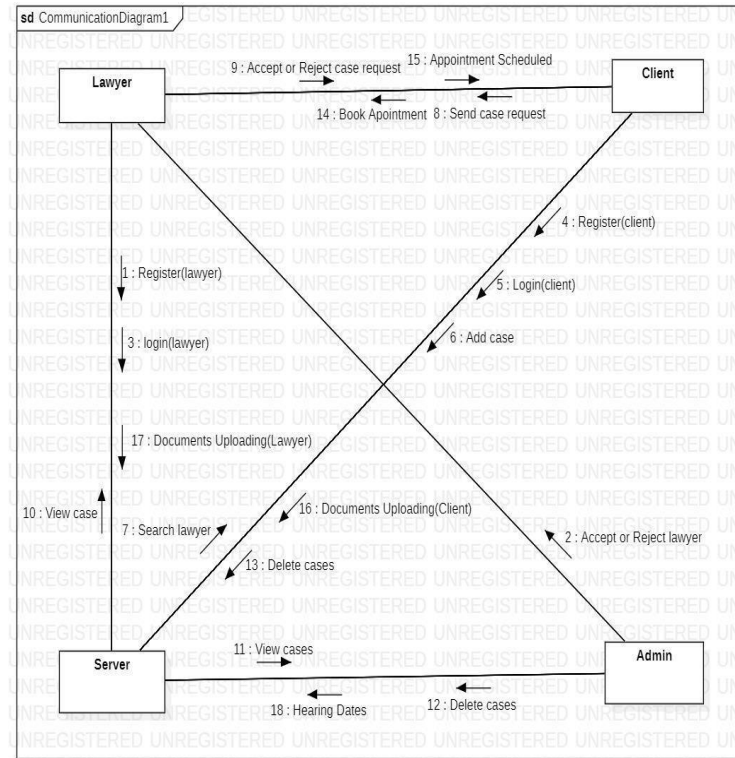 sd CommunicationDiagram1
Lawyer
9 : Accept or Reject case request
15 : Appointment Scheduled
Client
14 : Book Apointment
8 : Send case request
4 : Register(client)
1 : Register(lawyer)
5 : Login(client)
3 : login(lawyer)
6 : Add case
17 : Documents Uploading(Lawyer)
10 : View case
7 : Search lawyer
16 : Documents Uploading(Client)
2 : Accept or Reject lawyer
13 : Delete cases
Server
11 : View cases
Admin
18 : Hearing Dates
12 : Delete cases
UNREGISTERED